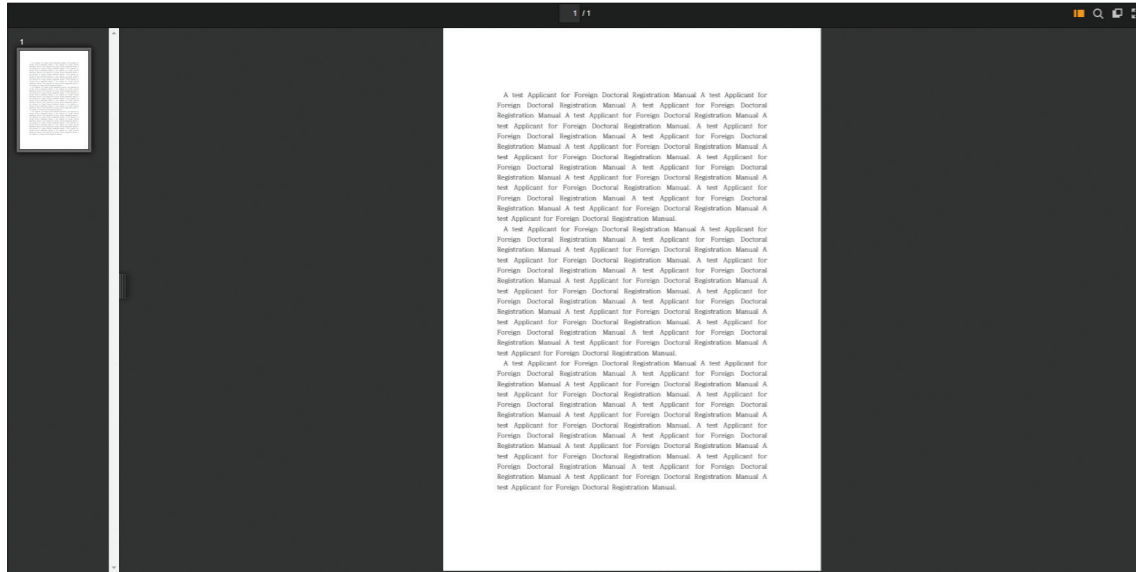 1 / 1
1
A test Applicant for Foreign Doctoral Registration Manual A test Applicant for
Foreign Doctoral Registration Manual A test Applicant for Foreign Doctoral
Registration Manual A test Applicant for Foreign Doctoral Registration Manual A
test Applicant for Foreign Doctoral Registration Manual. A test Applicant for
Foreign Doctoral Registration Manual A test Applicant for Foreign Doctoral
Registration Manual A test Applicant for Foreign Doctoral Registration Manual A
test Applicant for Foreign Doctoral Registration Manual. A test Applicant for
Foreign Doctoral Registration Manual A test Applicant for Foreign Doctoral
Registration Manual A test Applicant for Foreign Doctoral Registration Manual A
test Applicant for Foreign Doctoral Registration Manual. A test Applicant for
Foreign Doctoral Registration Manual A test Applicant for Foreign Doctoral
Registration Manual A test Applicant for Foreign Doctoral Registration Manual A
test Applicant for Foreign Doctoral Registration Manual.
A test Applicant for Foreign Doctoral Registration Manual A test Applicant for
Foreign Doctoral Registration Manual A test Applicant for Foreign Doctoral
Registration Manual A test Applicant for Foreign Doctoral Registration Manual A
test Applicant for Foreign Doctoral Registration Manual. A test Applicant for
Foreign Doctoral Registration Manual A test Applicant for Foreign Doctoral
Registration Manual A test Applicant for Foreign Doctoral Registration Manual A
test Applicant for Foreign Doctoral Registration Manual. A test Applicant for
Foreign Doctoral Registration Manual A test Applicant for Foreign Doctoral
Registration Manual A test Applicant for Foreign Doctoral Registration Manual A
test Applicant for Foreign Doctoral Registration Manual. A test Applicant for
Foreign Doctoral Registration Manual A test Applicant for Foreign Doctoral
Registration Manual A test Applicant for Foreign Doctoral Registration Manual A
test Applicant for Foreign Doctoral Registration Manual.
A test Applicant for Foreign Doctoral Registration Manual A test Applicant for
Foreign Doctoral Registration Manual A test Applicant for Foreign Doctoral
Registration Manual A test Applicant for Foreign Doctoral Registration Manual A
test Applicant for Foreign Doctoral Registration Manual. A test Applicant for
Foreign Doctoral Registration Manual A test Applicant for Foreign Doctoral
Registration Manual A test Applicant for Foreign Doctoral Registration Manual A
test Applicant for Foreign Doctoral Registration Manual. A test Applicant for
Foreign Doctoral Registration Manual A test Applicant for Foreign Doctoral
Registration Manual A test Applicant for Foreign Doctoral Registration Manual A
test Applicant for Foreign Doctoral Registration Manual. A test Applicant for
Foreign Doctoral Registration Manual A test Applicant for Foreign Doctoral
Registration Manual A test Applicant for Foreign Doctoral Registration Manual A
test Applicant for Foreign Doctoral Registration Manual.